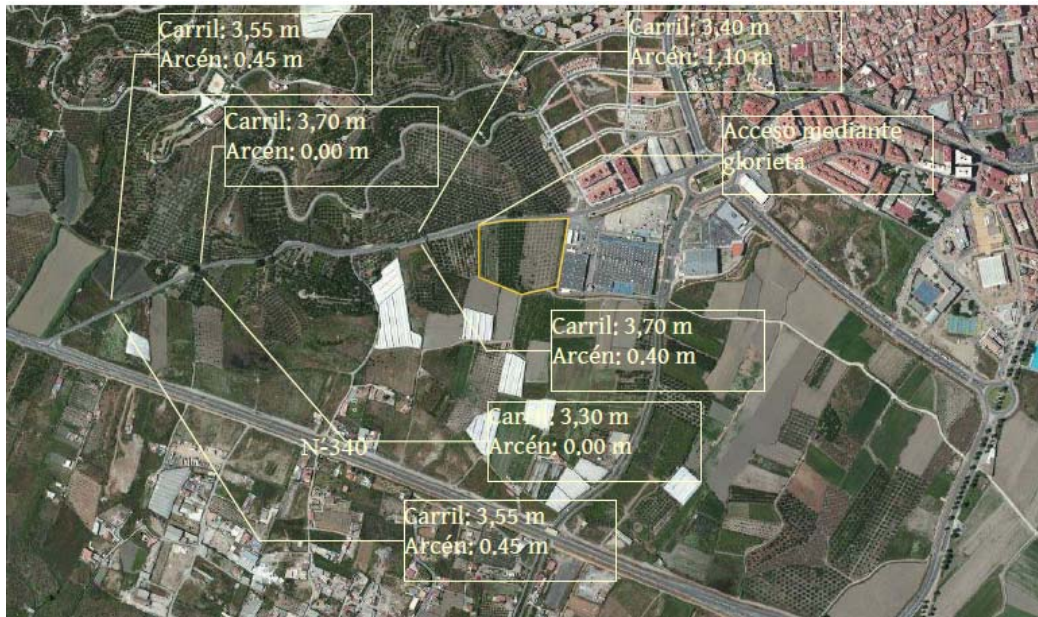 Carril: 3,55 m
Arcén: 0,45 m
Carril: 3,40 m
Arcén: 1,10 m
Carril: 3,70 m
Arcén: 0,00 m
Acceso mediante
glorieta
Carril: 3,70 m
Arcén: 0,40 m
Carril: 3,30 m
Arcén: 0,00 m
N-340
Carril: 3,55 m
Arcén: 0,45 m